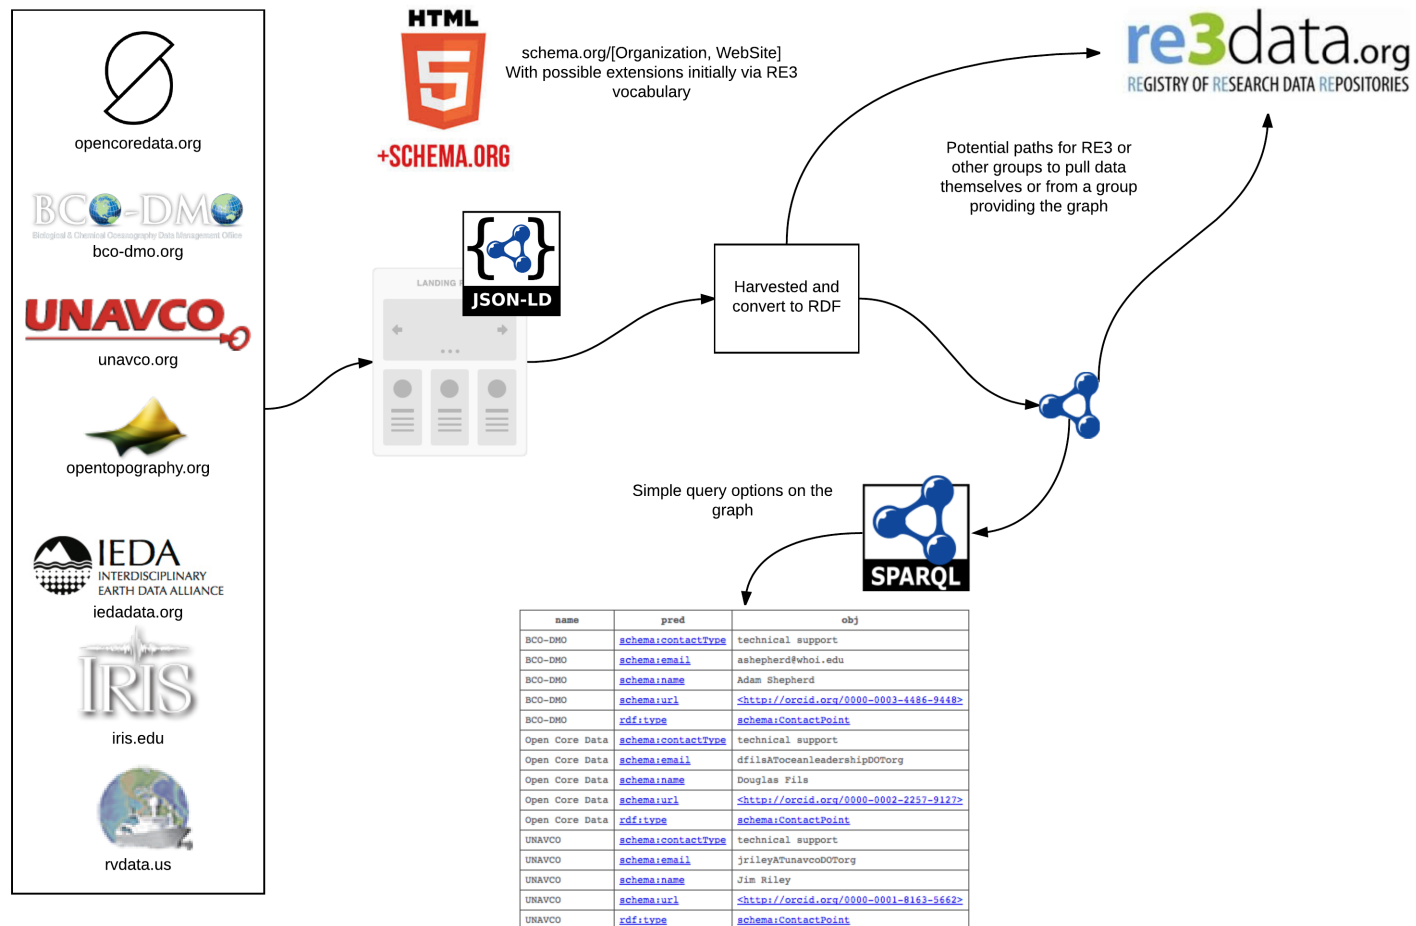 opencoredata.org
BCO-DMO
Biological & Chemical Oceanography Data Management Office
bco-dmo.org
UNAVCO
unavco.org
opentopography.org
IEDA
INTERDISCIPLINARY
EARTH DATA ALLIANCE
iedadata.org
IRIS
iris.edu
rvdata.us
HTML
5
+SCHEMA.ORG
schema.org/[Organization, WebSite]
With possible extensions initially via RE3
vocabulary
LANDING
{ }
JSON-LD
Harvested and
convert to RDF
re3data.org
REGISTRY OF RESEARCH DATA REPOSITORIES
Potential paths for RE3 or
other groups to pull data
themselves or from a group
providing the graph
Simple query options on the
graph
SPARQL
name pred obj
BCO-DMO schema:contactType technical support
BCO-DMO schema:email ashepherd@whoi.edu
BCO-DMO schema:name Adam Shepherd
BCO-DMO schema:url <http://orcid.org/0000-0003-4486-9448>
BCO-DMO rdf:type schema:ContactPoint
Open Core Data schema:contactType technical support
Open Core Data schema:email dfilsAToceanleadershipDOTorg
Open Core Data schema:name Douglas Fils
Open Core Data schema:url <http://orcid.org/0000-0002-2257-9127>
Open Core Data rdf:type schema:ContactPoint
UNAVCO schema:contactType technical support
UNAVCO schema:email jrileyATunavcoDOTorg
UNAVCO schema:name Jim Riley
UNAVCO schema:url <http://orcid.org/0000-0001-8163-5662>
UNAVCO rdf:type schema:ContactPoint